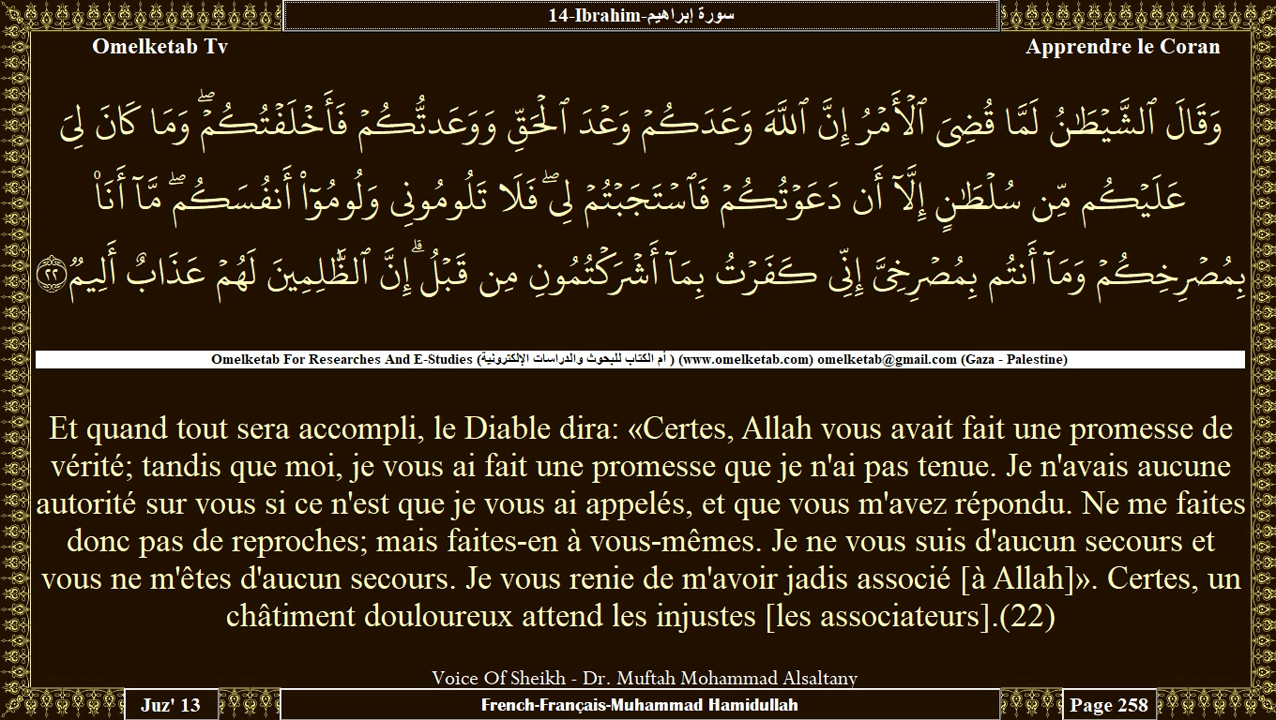 14-Ibrahim-سورة إبراهيم
Omelketab Tv
Apprendre le Coran
وَقَالَ ٱلشَّيۡطَٰنُ لَمَّا قُضِيَ ٱلۡأَمۡرُ إِنَّ ٱللَّهَ وَعَدَكُمۡ وَعۡدَ ٱلۡحَقِّ وَوَعَدتُّكُمۡ فَأَخۡلَفۡتُكُمۡۖ وَمَا كَانَ لِيَ
عَلَيۡكُم مِّن سُلۡطَٰنٍ إِلَّآ أَن دَعَوۡتُكُمۡ فَٱسۡتَجَبۡتُمۡ لِيۖ فَلَا تَلُومُونِي وَلُومُوٓاْ أَنفُسَكُمۖ مَّآ أَنَا۠
بِمُصۡرِخِكُمۡ وَمَآ أَنتُم بِمُصۡرِخِيَّ إِنِّي كَفَرۡتُ بِمَآ أَشۡرَكۡتُمُونِ مِن قَبۡلُۗ إِنَّ ٱلظَّٰلِمِينَ لَهُمۡ عَذَابٌ أَلِيمٞ ٢٢
Omelketab For Researches And E-Studies (أم الكتاب للبحوث والدراسات الإلكترونية ) (www.omelketab.com) omelketab@gmail.com (Gaza - Palestine)
Et quand tout sera accompli, le Diable dira: «Certes, Allah vous avait fait une promesse de
vérité; tandis que moi, je vous ai fait une promesse que je n'ai pas tenue. Je n'avais aucune
autorité sur vous si ce n'est que je vous ai appelés, et que vous m'avez répondu. Ne me faites
donc pas de reproches; mais faites-en à vous-mêmes. Je ne vous suis d'aucun secours et
vous ne m'êtes d'aucun secours. Je vous renie de m'avoir jadis associé [à Allah]». Certes, un
châtiment douloureux attend les injustes [les associateurs].(22)
Voice Of Sheikh - Dr. Muftah Mohammad Alsaltany
Juz' 13
French-Français-Muhammad Hamidullah
Page 258